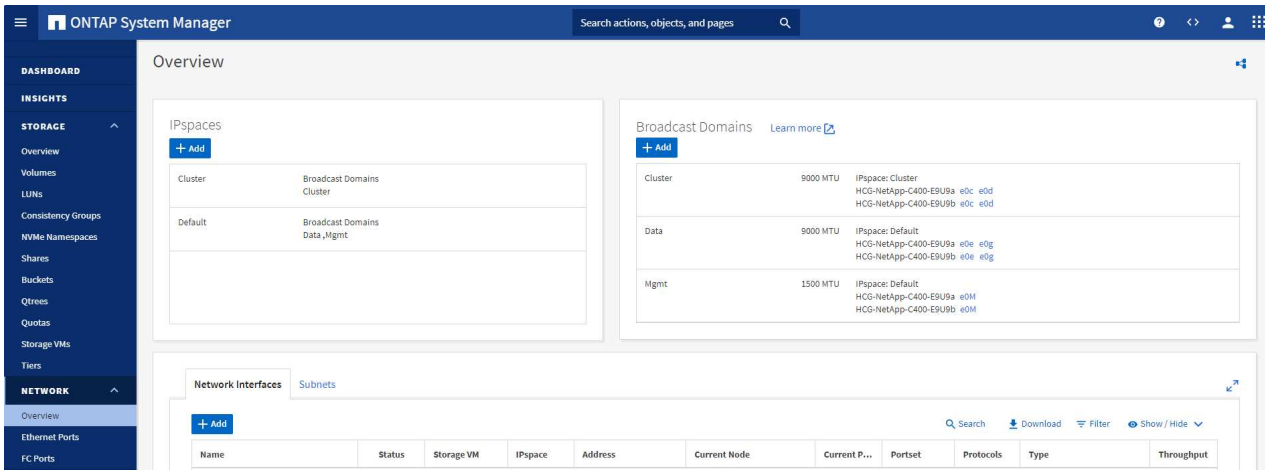 ONTAP System Manager
Search actions, objects, and pages
DASHBOARD
INSIGHTS
STORAGE
Overview
Volumes
LUNs
Consistency Groups
NVMe Namespaces
Shares
Buckets
Qtrees
Quotas
Storage VMs
Tiers
NETWORK
Overview
Ethernet Ports
FC Ports
Overview
IPspaces
+ Add
Cluster Broadcast Domains
Cluster
Default Broadcast Domains
Data ,Mgmt
Broadcast Domains Learn more
+ Add
Cluster 9000 MTU IPspace: Cluster
HCG-NetApp-C400-E9U9a e0c e0d
HCG-NetApp-C400-E9U9b e0c e0d
Data 9000 MTU IPspace: Default
HCG-NetApp-C400-E9U9a e0e e0g
HCG-NetApp-C400-E9U9b e0e e0g
Mgmt 1500 MTU IPspace: Default
HCG-NetApp-C400-E9U9a e0M
HCG-NetApp-C400-E9U9b e0M
Network Interfaces Subnets
+ Add Search Download Filter Show / Hide
Name Status Storage VM IPspace Address Current Node Current P... Portset Protocols Type Throughput